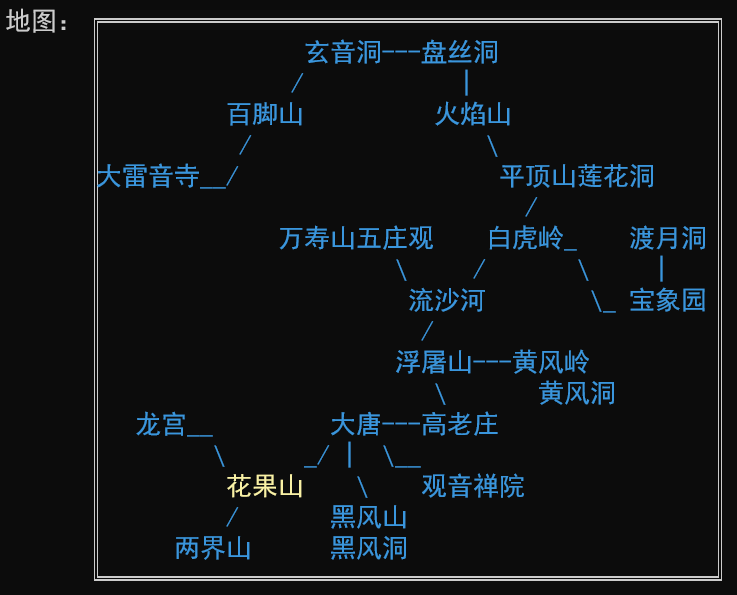 地图：
玄音洞---盘丝洞
/ |
百脚山 火焰山
/ \
大雷音寺__/ 平顶山莲花洞
/
万寿山五庄观 白虎岭_ 渡月洞
\ / \ |
流沙河 \_ 宝象园
/
浮屠山---黄风岭
\ 黄风洞
龙宫__ 大唐---高老庄
\ _/ | \__
花果山 \ 观音禅院
/ 黑风山
两界山 黑风洞